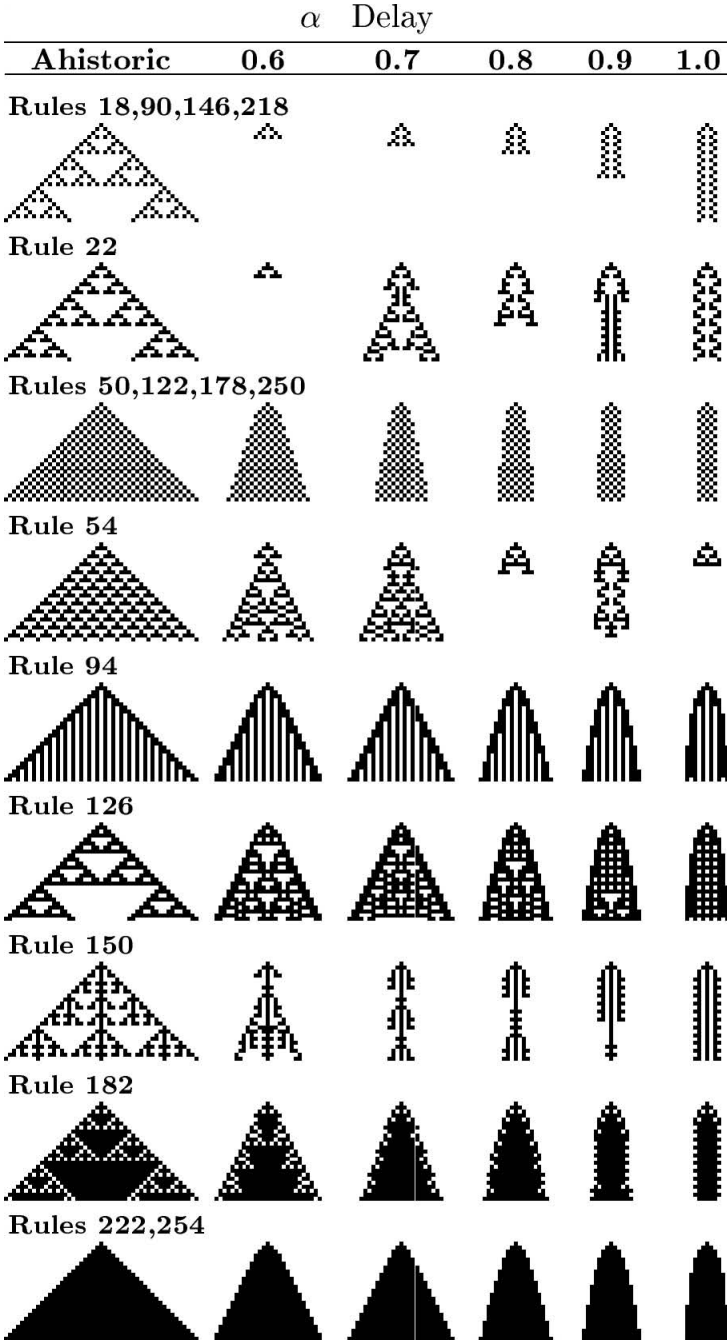 α Delay
Ahistoric 0.6 0.7 0.8 0.9 1.0
Rules 18,90,146,218
Rule 22
Rules 50,122,178,250
Rule 54
Rule 94
Rule 126
Rule 150
Rule 182
Rules 222,254